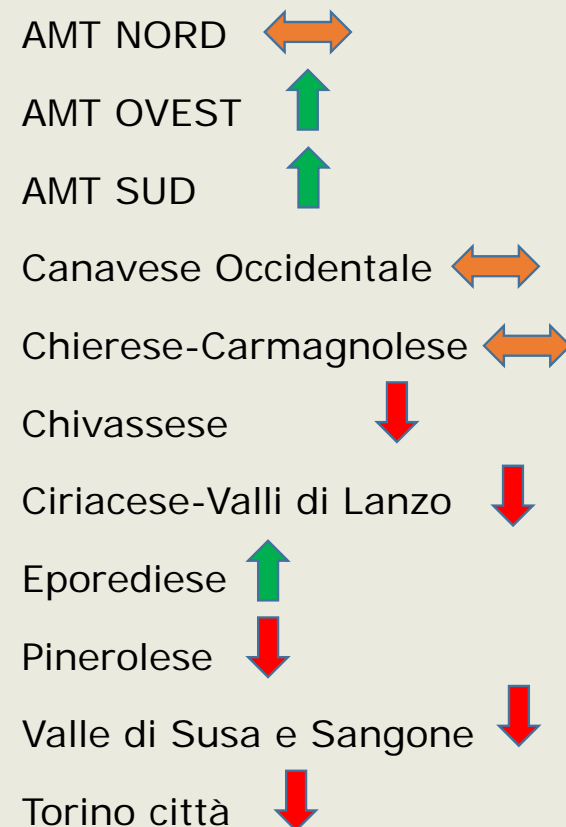 AMT NORD
AMT OVEST
AMT SUD
Canavese Occidentale
Chierese-Carmagnolese
Chivassese
Ciriacese-Valli di Lanzo
Eporediese
Pinerolese
Valle di Susa e Sangone
Torino città